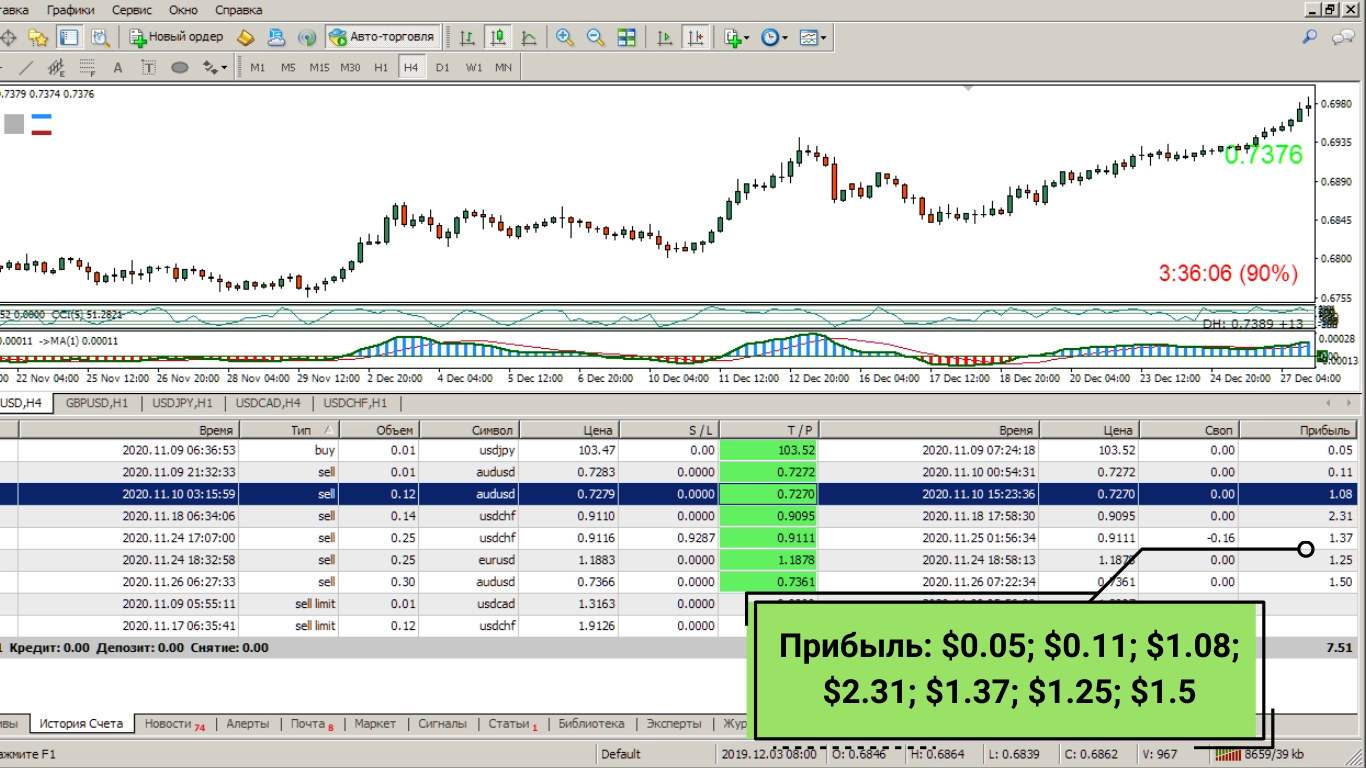 тавка Графики Сервис Окно Справка
Новый ордер Авто-торговля
A T M1 M5 M15 M30 H1 H4 D1 W1 MN
0.7379 0.7374 0.7376
0.6980
0.6935
0.7376
0.6890
0.6845
0.6800
3:36:06 (90%)
0.6755
52 0.0000 CCI(5) 51.2821
DH: 0.7389 +13
0.00011 ->MA(1) 0.00011
0.00028
0.00013
00 22 Nov 04:00 25 Nov 12:00 26 Nov 20:00 28 Nov 04:00 29 Nov 12:00 2 Dec 20:00 4 Dec 04:00 5 Dec 12:00 6 Dec 20:00 10 Dec 04:00 11 Dec 12:00 12 Dec 20:00 16 Dec 04:00 17 Dec 12:00 18 Dec 20:00 20 Dec 04:00 23 Dec 12:00 24 Dec 20:00 27 Dec 04:00
USD,H4 GBPUSD,H1 USDJPY,H1 USDCAD,H4 USDCHF,H1
Время Тип Объем Символ Цена S / L T / P Время Цена Своп Прибыль
2020.11.09 06:36:53 buy 0.01 usdjpy 103.47 0.00 103.52 2020.11.09 07:24:18 103.52 0.00 0.05
2020.11.09 21:32:33 sell 0.01 audusd 0.7283 0.0000 0.7272 2020.11.10 00:54:31 0.7272 0.00 0.11
2020.11.10 03:15:59 sell 0.12 audusd 0.7279 0.0000 0.7270 2020.11.10 15:23:36 0.7270 0.00 1.08
2020.11.18 06:34:06 sell 0.14 usdchf 0.9110 0.0000 0.9095 2020.11.18 17:58:30 0.9095 0.00 2.31
2020.11.24 17:07:00 sell 0.25 usdchf 0.9116 0.9287 0.9111 2020.11.25 01:56:34 0.9111 -0.16 1.37
2020.11.24 18:32:58 sell 0.25 eurusd 1.1883 0.0000 1.1878 2020.11.24 18:58:13 1.1878 0.00 1.25
2020.11.26 06:27:33 sell 0.30 audusd 0.7366 0.0000 0.7361 2020.11.26 07:22:34 0.7361 0.00 1.50
2020.11.09 05:55:11 sell limit 0.01 usdcad 1.3163 0.0000
2020.11.17 06:35:41 sell limit 0.12 usdchf 1.9126 0.0000
Кредит: 0.00 Депозит: 0.00 Снятие: 0.00 7.51
Прибыль: $0.05; $0.11; $1.08;
$2.31; $1.37; $1.25; $1.5
ивы История Счета Новости 74 Алерты Почта 8 Маркет Сигналы Статьи 1 Библиотека Эксперты Жур
ажмите F1 Default 2019.12.03 08:00 O: 0.6846 H: 0.6864 L: 0.6839 C: 0.6862 V: 967 8659/39 kb